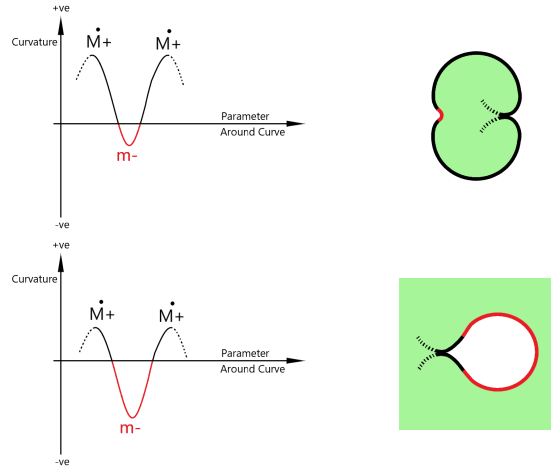 +ve
Curvature
Ṁ+
Ṁ+
Parameter
Around Curve
m-
-ve
+ve
Curvature
Ṁ+
Ṁ+
Parameter
Around Curve
m-
-ve